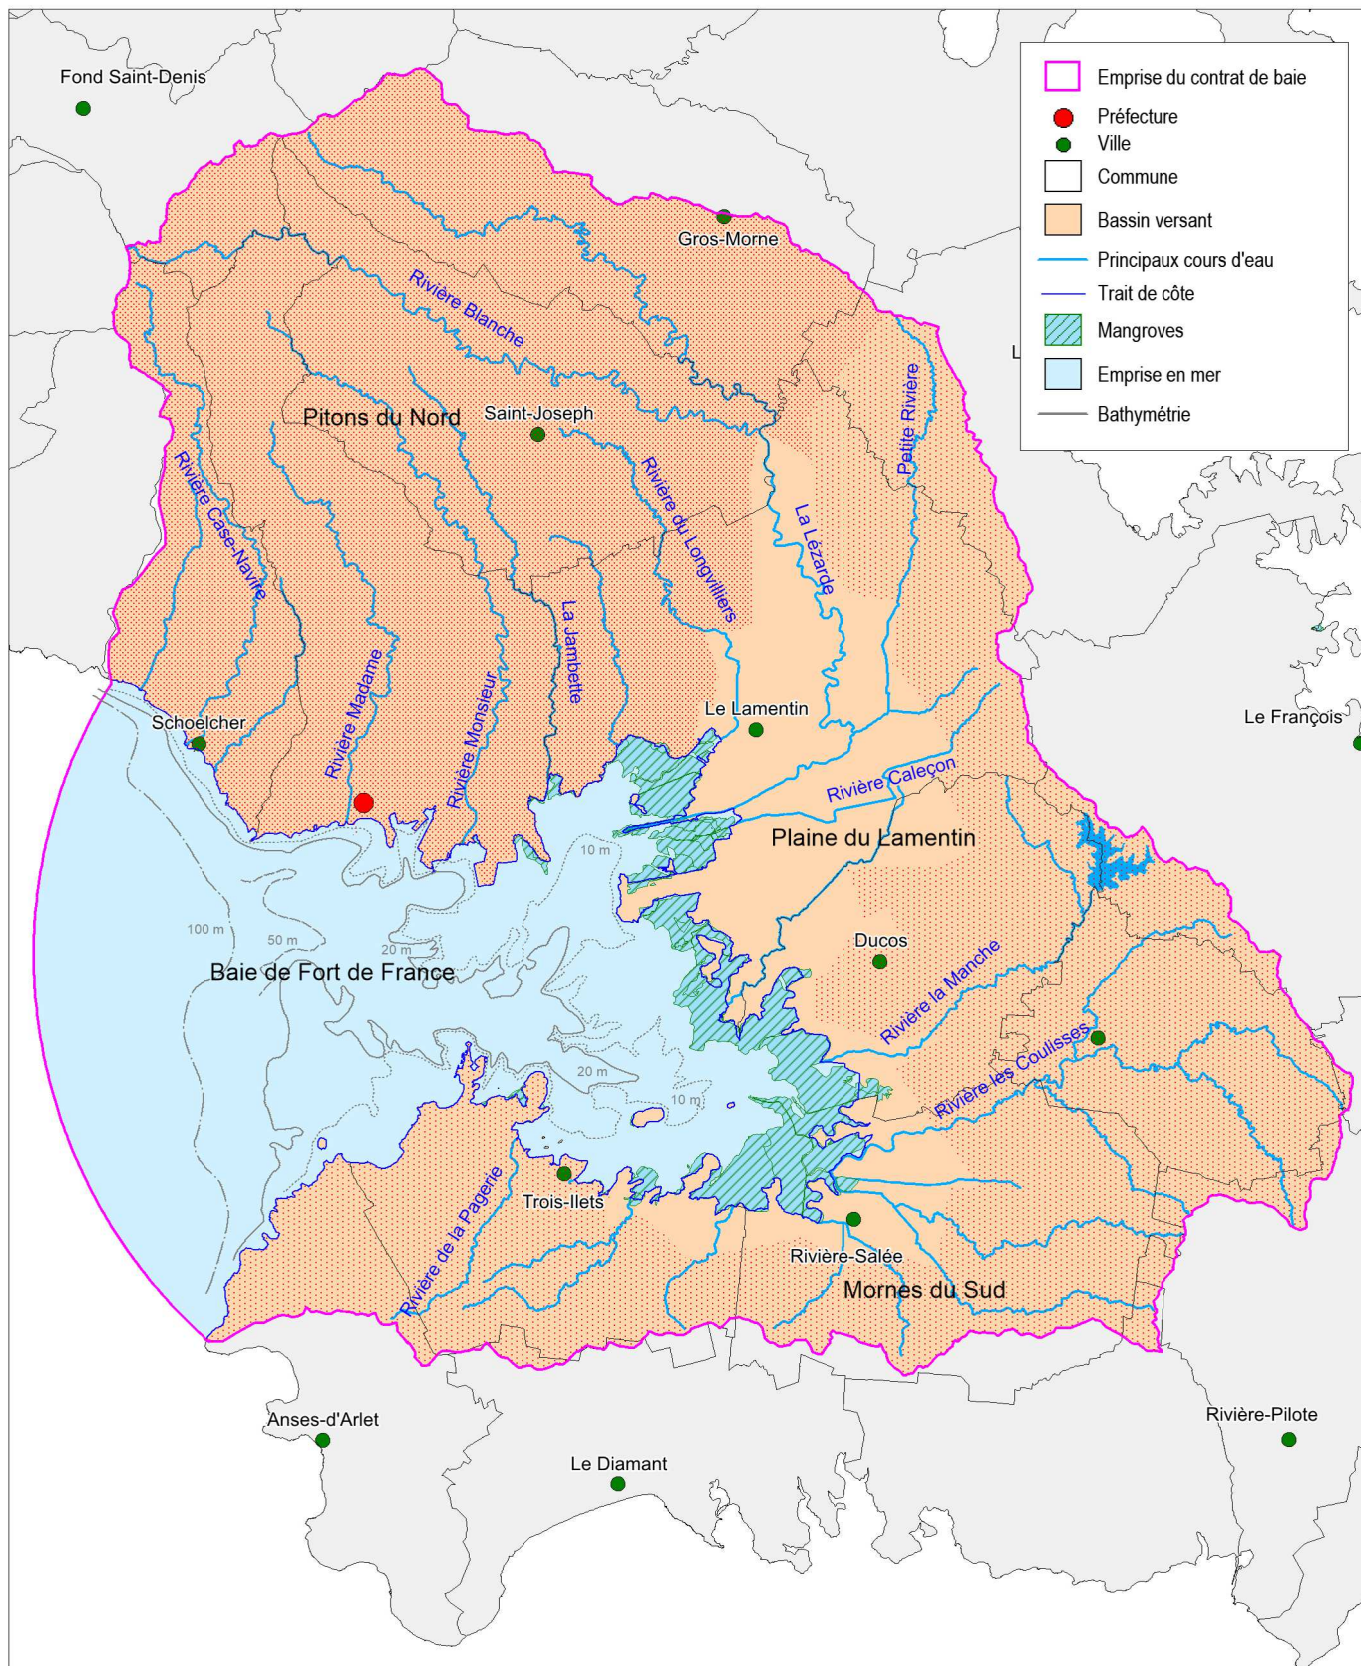 Fond Saint-Denis
Emprise du contrat de baie
Préfecture
Ville
Commune
Bassin versant
Principaux cours d'eau
Trait de côte
Mangroves
Emprise en mer
Bathymétrie
Gros-Morne
Rivière Blanche
L
Petite Rivière
Pitons du Nord
Saint-Joseph
Rivière Case-Navire
Rivière du Longvilliers
La Lézarde
La Jambette
Rivière Madame
Rivière Monsieur
Schoelcher
Le Lamentin
Le François
Rivière Caleçon
Plaine du Lamentin
10 m
100 m
50 m
20 m
Baie de Fort de France
Ducos
Rivière la Manche
Rivière les Coulisses
20 m
10 m
Rivière de la Pagerie
Trois-Ilets
Rivière-Salée
Mornes du Sud
Anses-d'Arlet
Le Diamant
Rivière-Pilote